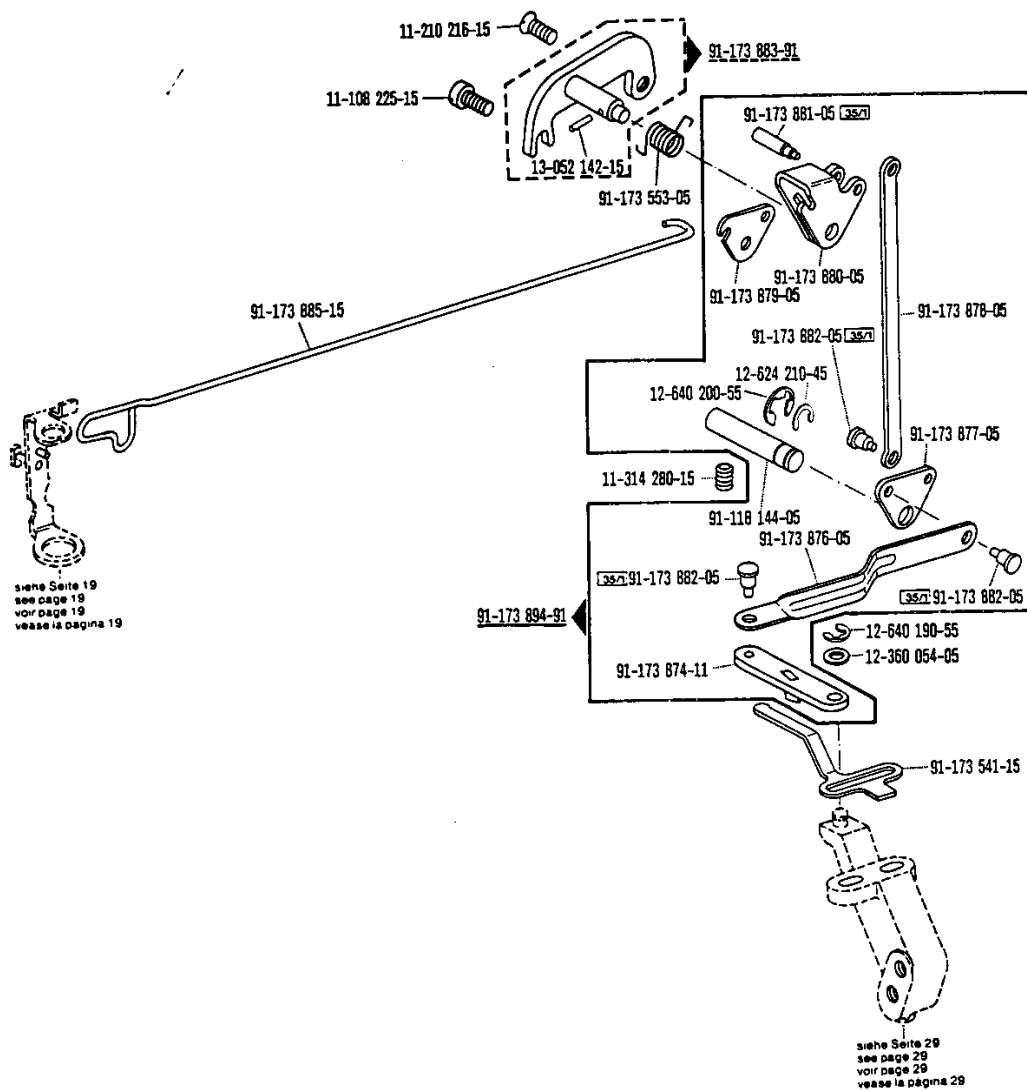 11-210 216-15
91-173 883-91
11-108 225-15
91-173 881-05 35/1
13-052 142-15
91-173 553-05
91-173 880-05
91-173 879-05
91-173 885-15
91-173 878-05
91-173 882-05 35/1
12-624 210-45
12-640 200-55
91-173 877-05
11-314 280-15
91-118 144-05
91-173 876-05
35/1 91-173 882-05
35/1 91-173 882-05
91-173 894-91
12-640 190-55
12-360 054-05
91-173 874-11
91-173 541-15
siehe Seite 19
see page 19
voir page 19
vease la pagina 19
siehe Seite 29
see page 29
voir page 29
vease la pagina 29